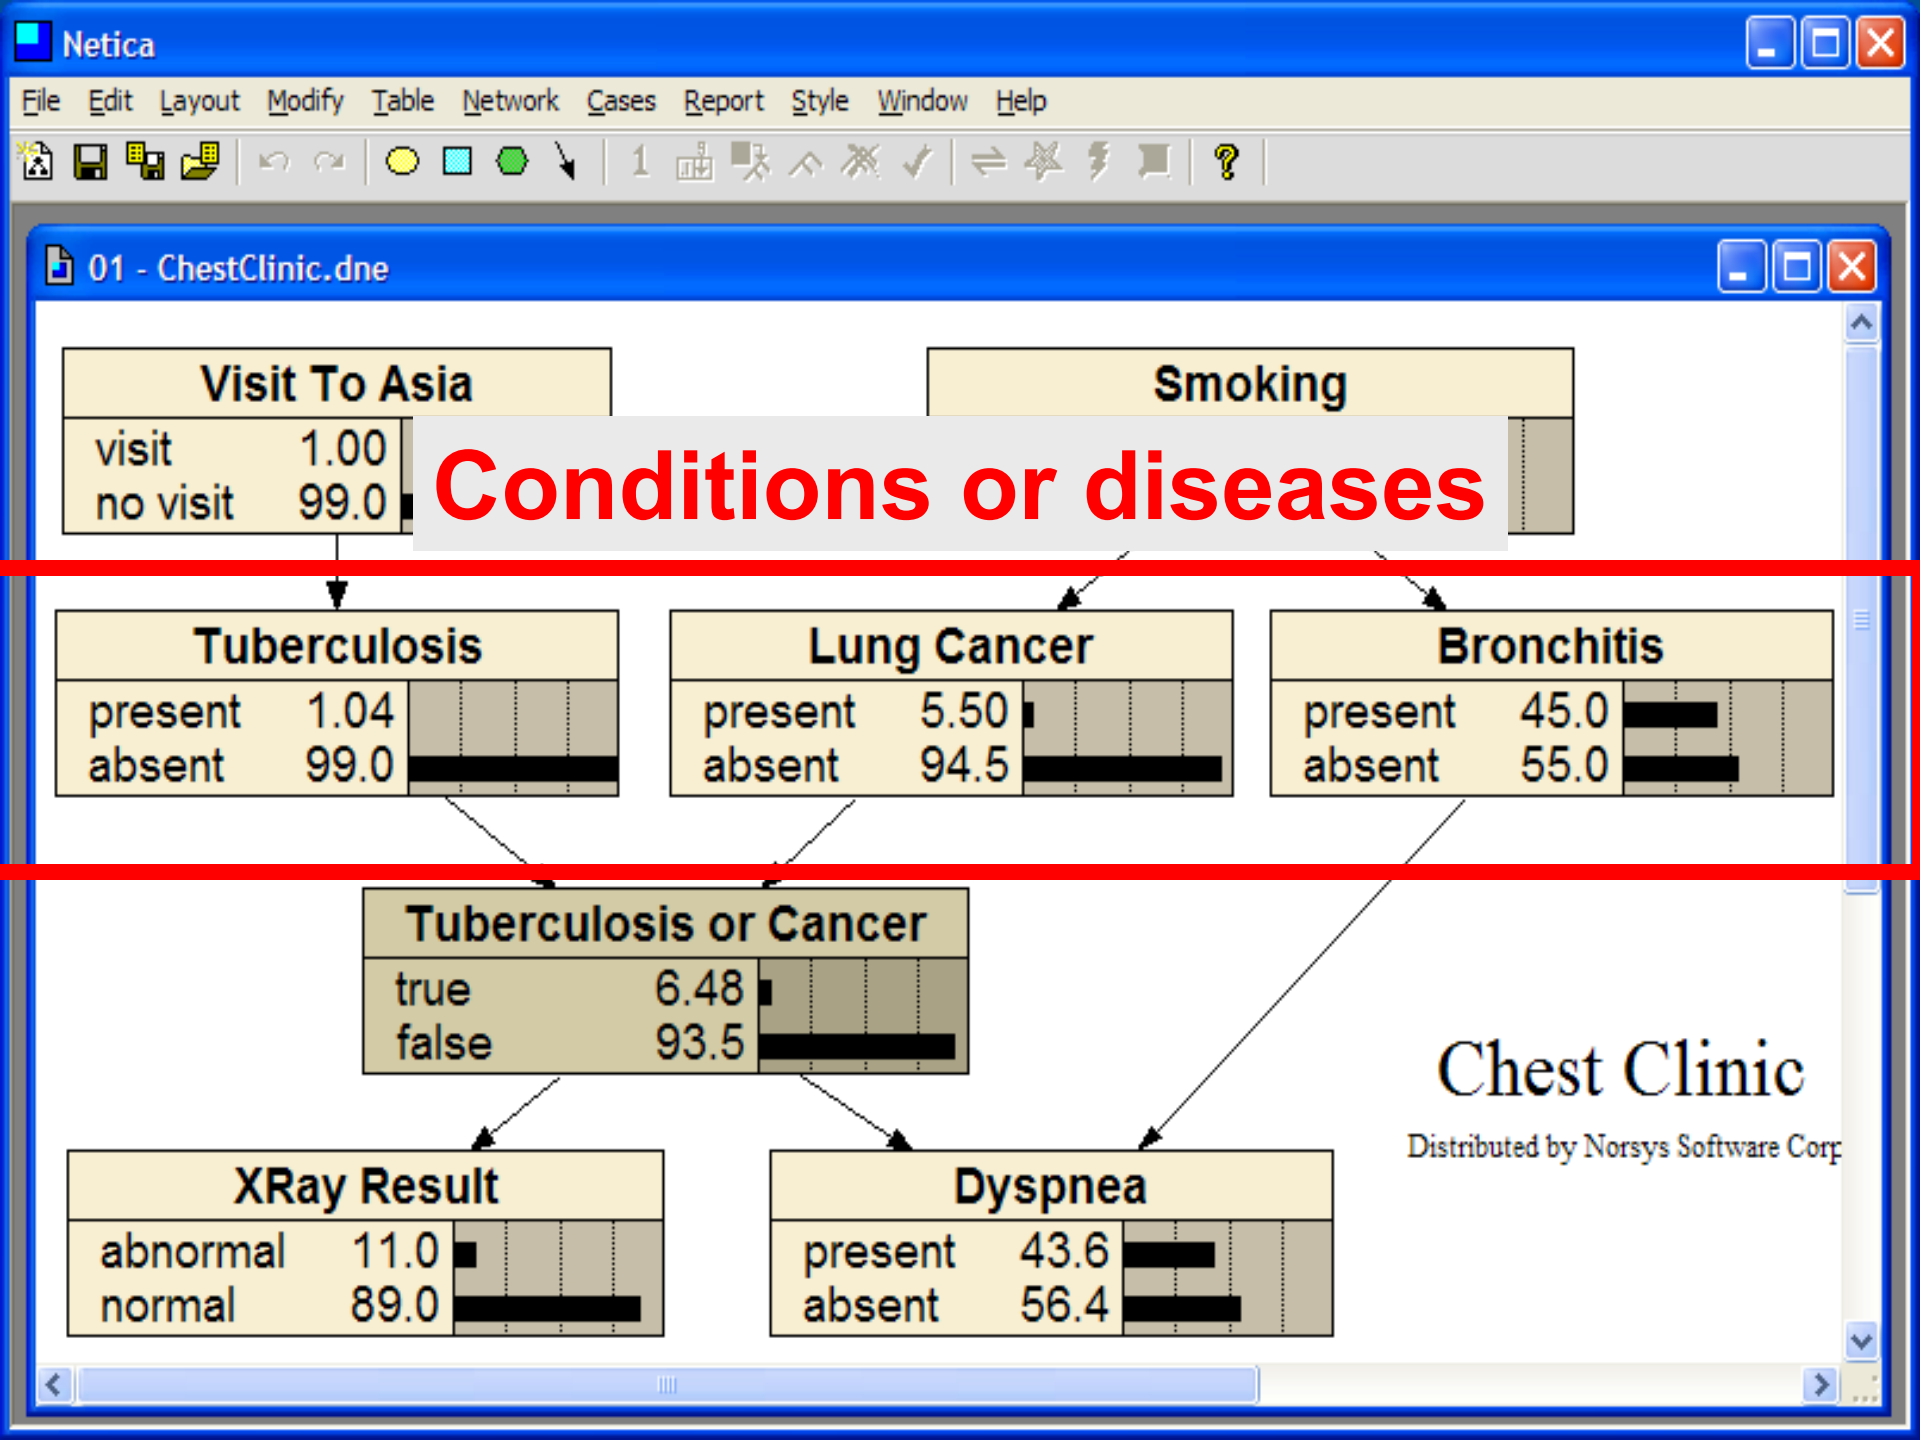 Netica
File Edit Layout Modify Table Network Cases Report Style Window Help
1
?
01 - ChestClinic.dne
Visit To Asia
visit 1.00
no visit 99.0
Smoking
Conditions or diseases
Tuberculosis
present 1.04
absent 99.0
Lung Cancer
present 5.50
absent 94.5
Bronchitis
present 45.0
absent 55.0
Tuberculosis or Cancer
true 6.48
false 93.5
Chest Clinic
Distributed by Norsys Software Corp
XRay Result
abnormal 11.0
normal 89.0
Dyspnea
present 43.6
absent 56.4